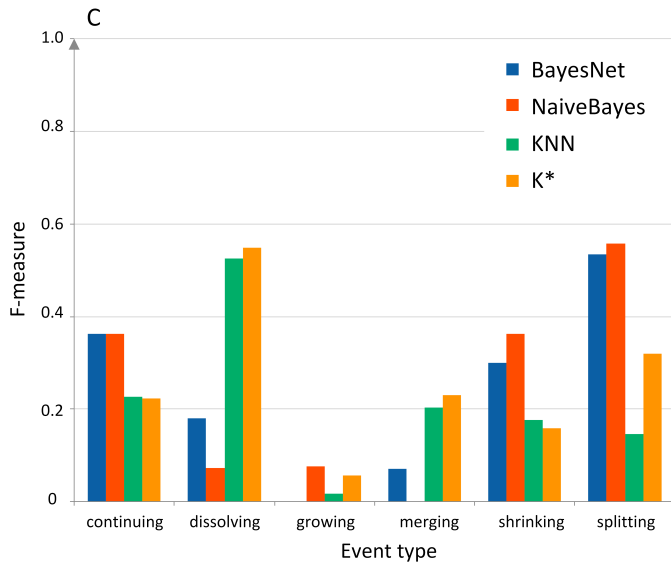 C
1.0
0.8
0.6
0.4
0.2
0
F-measure
BayesNet
NaiveBayes
KNN
K*
continuing
dissolving
growing
merging
shrinking
splitting
Event type